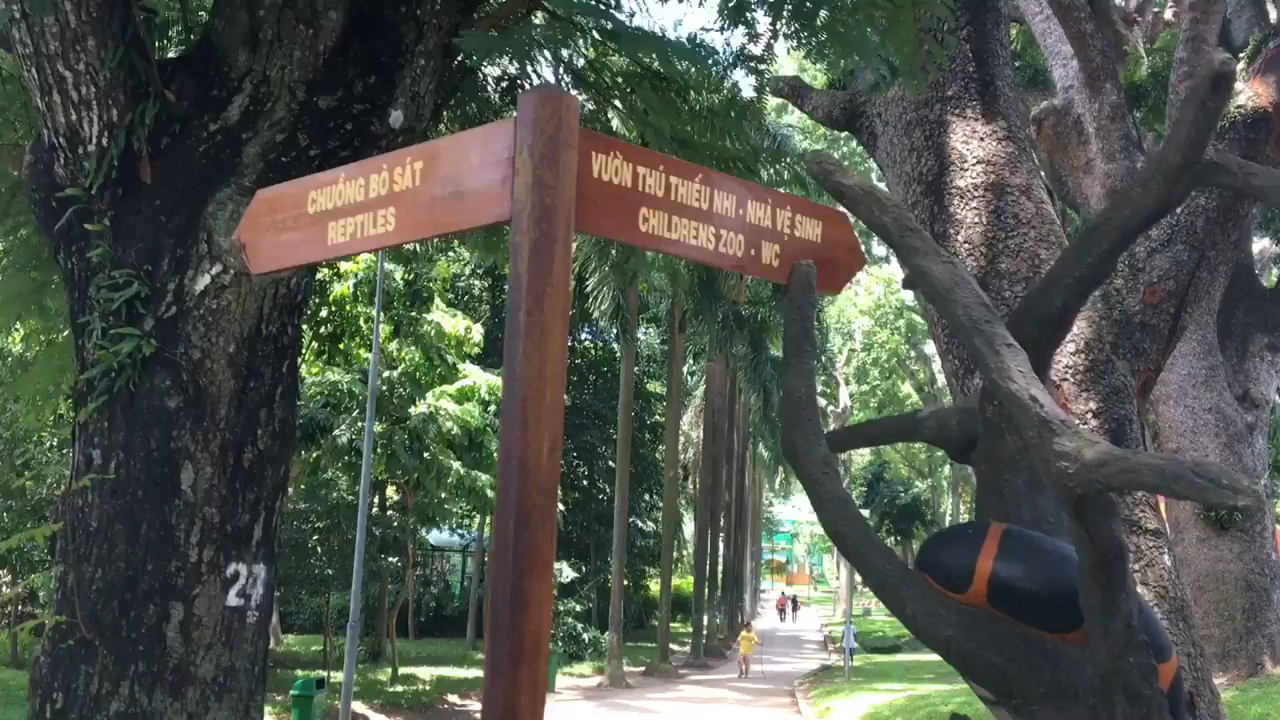 CHUỒNG BÒ SÁT
REPTILES
VƯỜN THÚ THIẾU NHI - NHÀ VỆ SINH
CHILDRENS ZOO - WC
24